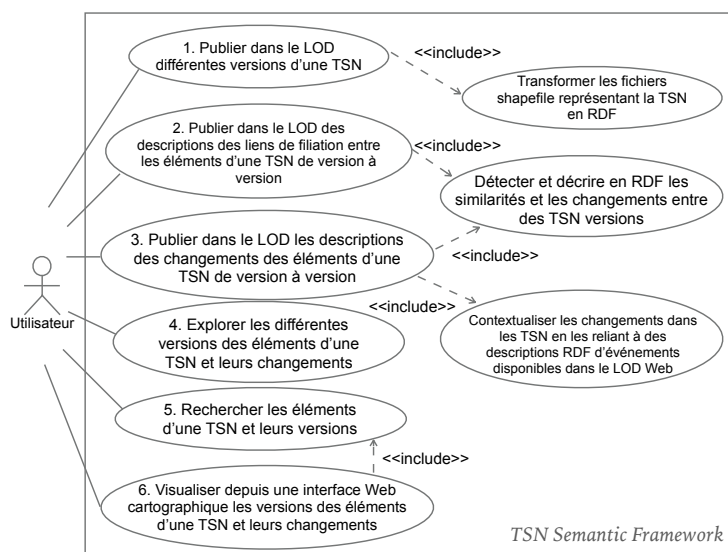 1. Publier dans le LOD
différentes versions d'une TSN
<<include>>
Transformer les fichiers
shapefile représentant la TSN
en RDF
2. Publier dans le LOD des
descriptions des liens de filiation entre
les éléments d'une TSN de version à
version
<<include>>
Détecter et décrire en RDF les
similarités et les changements entre
des TSN versions
3. Publier dans le LOD les descriptions
des changements des éléments d'une
TSN de version à version
<<include>>
<<include>>
Utilisateur
4. Explorer les différentes
versions des éléments d'une
TSN et leurs changements
Contextualiser les changements dans
les TSN en les reliant à des
descriptions RDF d'événements
disponibles dans le LOD Web
5. Rechercher les éléments
d'une TSN et leurs versions
<<include>>
6. Visualiser depuis une interface Web
cartographique les versions des éléments
d'une TSN et leurs changements
TSN Semantic Framework